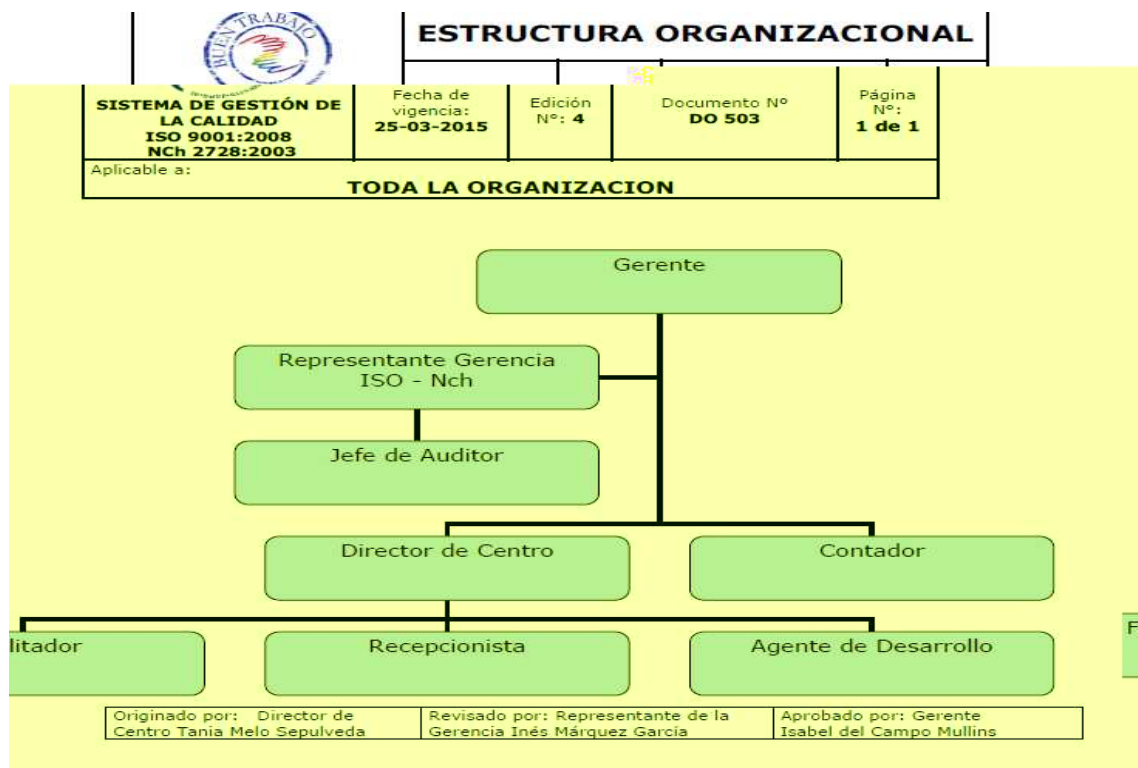 BUEN TRABAJO
ESTRUCTURA ORGANIZACIONAL
SISTEMA DE GESTIÓN DE
LA CALIDAD
ISO 9001:2008
NCh 2728:2003
Fecha de
vigencia:
25-03-2015
Edición
Nº: 4
Documento Nº
DO 503
Página
Nº:
1 de 1
Aplicable a:
TODA LA ORGANIZACION
Gerente
Representante Gerencia
ISO - Nch
Jefe de Auditor
Director de Centro
Contador
litador
Recepcionista
Agente de Desarrollo
F
Originado por: Director de
Centro Tania Melo Sepulveda
Revisado por: Representante de la
Gerencia Inés Márquez García
Aprobado por: Gerente
Isabel del Campo Mullins